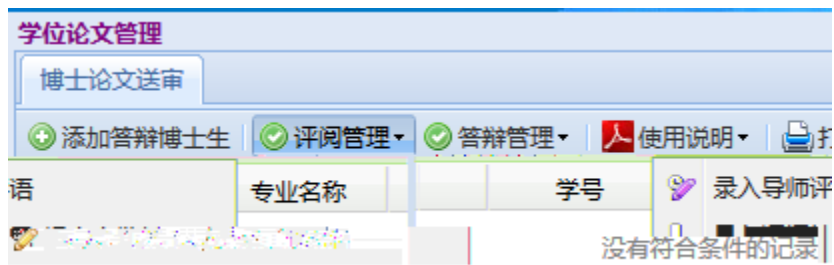 学位论文管理
博士论文送审
添加答辩博士生 评阅管理 答辩管理 使用说明
语 专业名称 学号 录入导师评
没有符合条件的记录